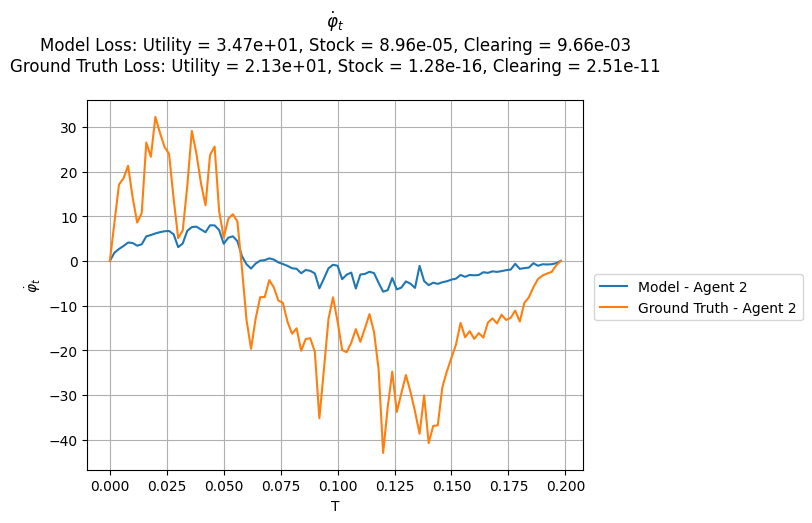 φ̇ₜ
Model Loss: Utility = 3.47e+01, Stock = 8.96e-05, Clearing = 9.66e-03
Ground Truth Loss: Utility = 2.13e+01, Stock = 1.28e-16, Clearing = 2.51e-11
30
20
10
0
−10
−20
−30
−40
φ̇ₜ
0.000 0.025 0.050 0.075 0.100 0.125 0.150 0.175 0.200
T
Model - Agent 2
Ground Truth - Agent 2